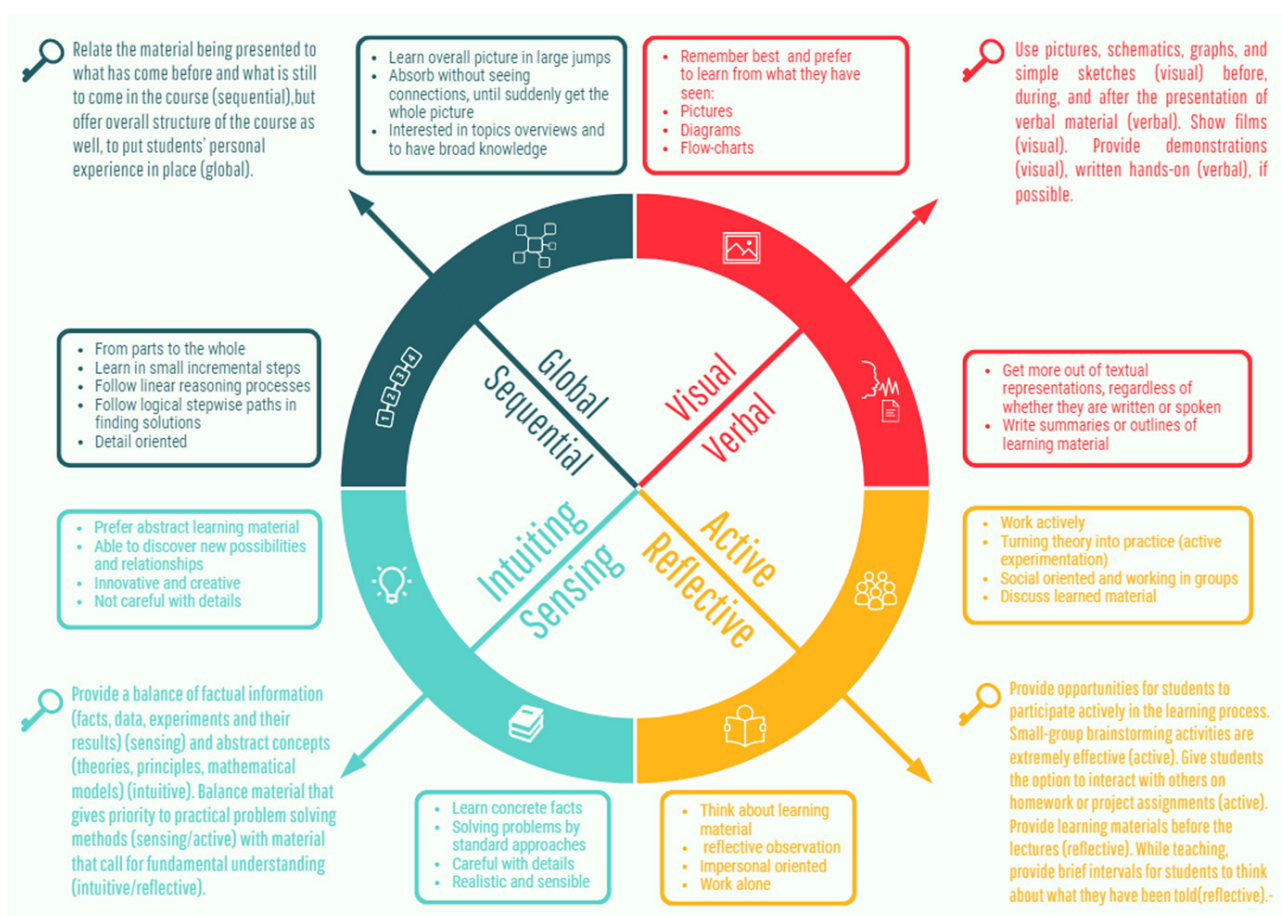 Relate the material being presented to
what has come before and what is still
to come in the course (sequential),but
offer overall structure of the course as
well, to put students' personal
experience in place (global).
• Learn overall picture in large jumps
• Absorb without seeing
connections, until suddenly get the
whole picture
• Interested in topics overviews and
to have broad knowledge
• Remember best and prefer
to learn from what they have
seen:
• Pictures
• Diagrams
• Flow-charts
Use pictures, schematics, graphs, and
simple sketches (visual) before,
during, and after the presentation of
verbal material (verbal). Show films
(visual). Provide demonstrations
(visual), written hands-on (verbal), if
possible.
• From parts to the whole
• Learn in small incremental steps
• Follow linear reasoning processes
• Follow logical stepwise paths in
finding solutions
• Detail oriented
1-2-3-4
Global
Sequential
Visual
Verbal
• Get more out of textual
representations, regardless of
whether they are written or spoken
• Write summaries or outlines of
learning material
• Prefer abstract learning material
• Able to discover new possibilities
and relationships
• Innovative and creative
• Not careful with details
Intuiting
Sensing
Active
Reflective
• Work actively
• Turning theory into practice (active
experimentation)
• Social oriented and working in groups
• Discuss learned material
Provide a balance of factual information
(facts, data, experiments and their
results) (sensing) and abstract concepts
(theories, principles, mathematical
models) (intuitive). Balance material that
gives priority to practical problem solving
methods (sensing/active) with material
that call for fundamental understanding
(intuitive/reflective).
• Learn concrete facts
• Solving problems by
standard approaches
• Careful with details
• Realistic and sensible
• Think about learning
material
• reflective observation
• Impersonal oriented
• Work alone
Provide opportunities for students to
participate actively in the learning process.
Small-group brainstorming activities are
extremely effective (active). Give students
the option to interact with others on
homework or project assignments (active).
Provide learning materials before the
lectures (reflective). While teaching,
provide brief intervals for students to think
about what they have been told(reflective).-